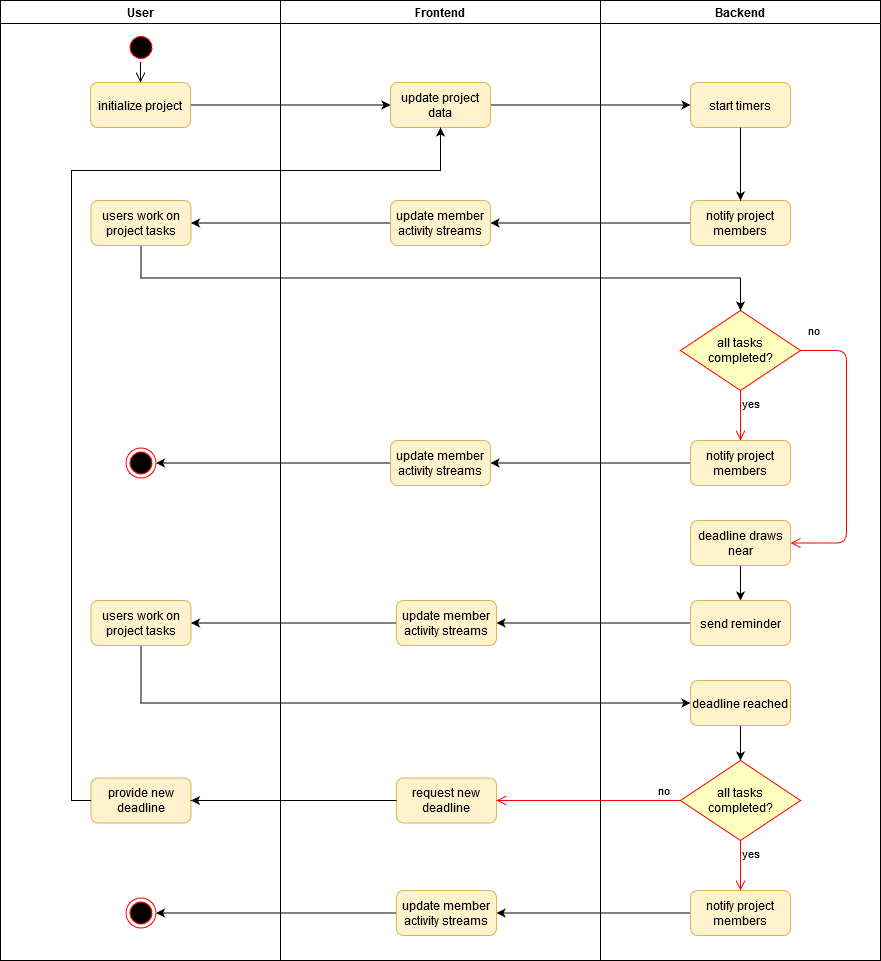 User
Frontend
Backend
initialize project
update project
data
start timers
users work on
project tasks
update member
activity streams
notify project
members
all tasks
completed?
no
yes
update member
activity streams
notify project
members
deadline draws
near
users work on
project tasks
update member
activity streams
send reminder
deadline reached
provide new
deadline
request new
deadline
no
all tasks
completed?
yes
update member
activity streams
notify project
members